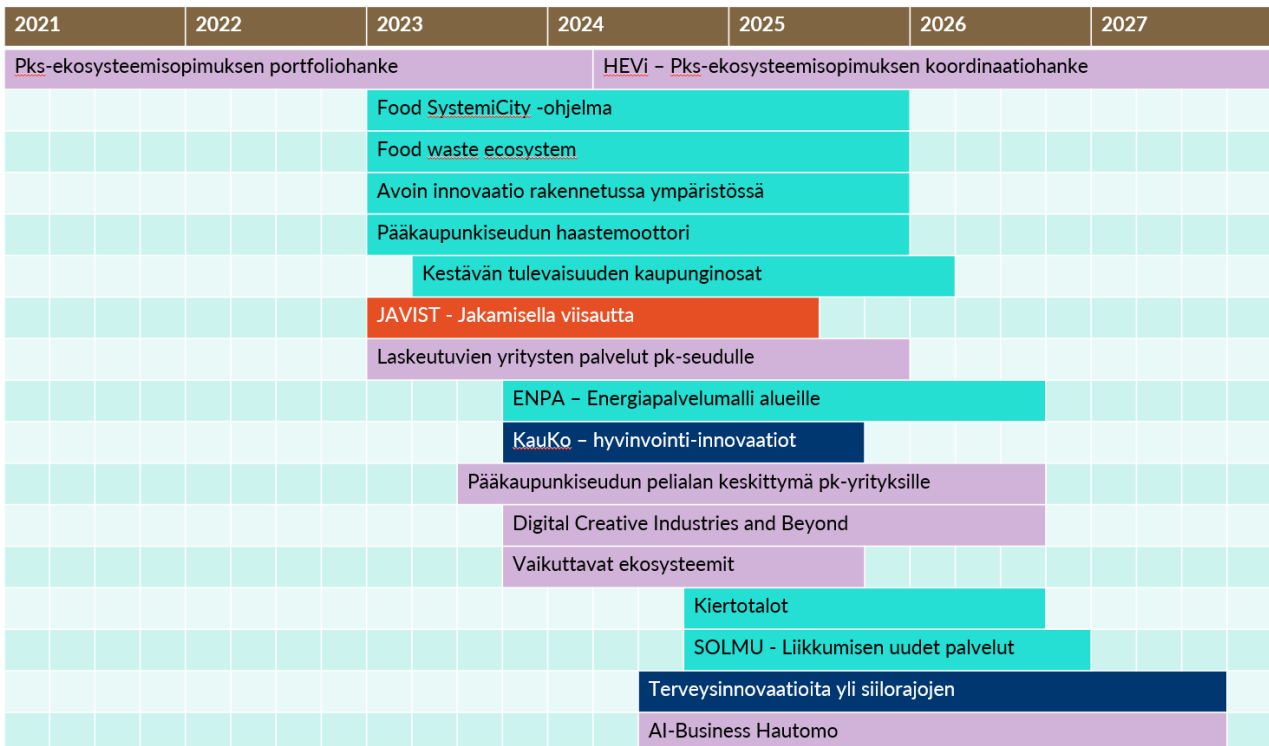 2021 2022 2023 2024 2025 2026 2027
Pks-ekosysteemisopimuksen portfoliohanke HEVi – Pks-ekosysteemisopimuksen koordinaatiohanke
Food SystemiCity -ohjelma
Food waste ecosystem
Avoin innovaatio rakennetussa ympäristössä
Pääkaupunkiseudun haastemoottori
Kestävän tulevaisuuden kaupunginosat
JAVIST - Jakamisella viisautta
Laskeutuvien yritysten palvelut pk-seudulle
ENPA – Energiapalvelumalli alueille
KauKo – hyvinvointi-innovaatiot
Pääkaupunkiseudun pelialan keskittymä pk-yrityksille
Digital Creative Industries and Beyond
Vaikuttavat ekosysteemit
Kiertotalot
SOLMU - Liikkumisen uudet palvelut
Terveysinnovaatioita yli siilorajojen
AI-Business Hautomo